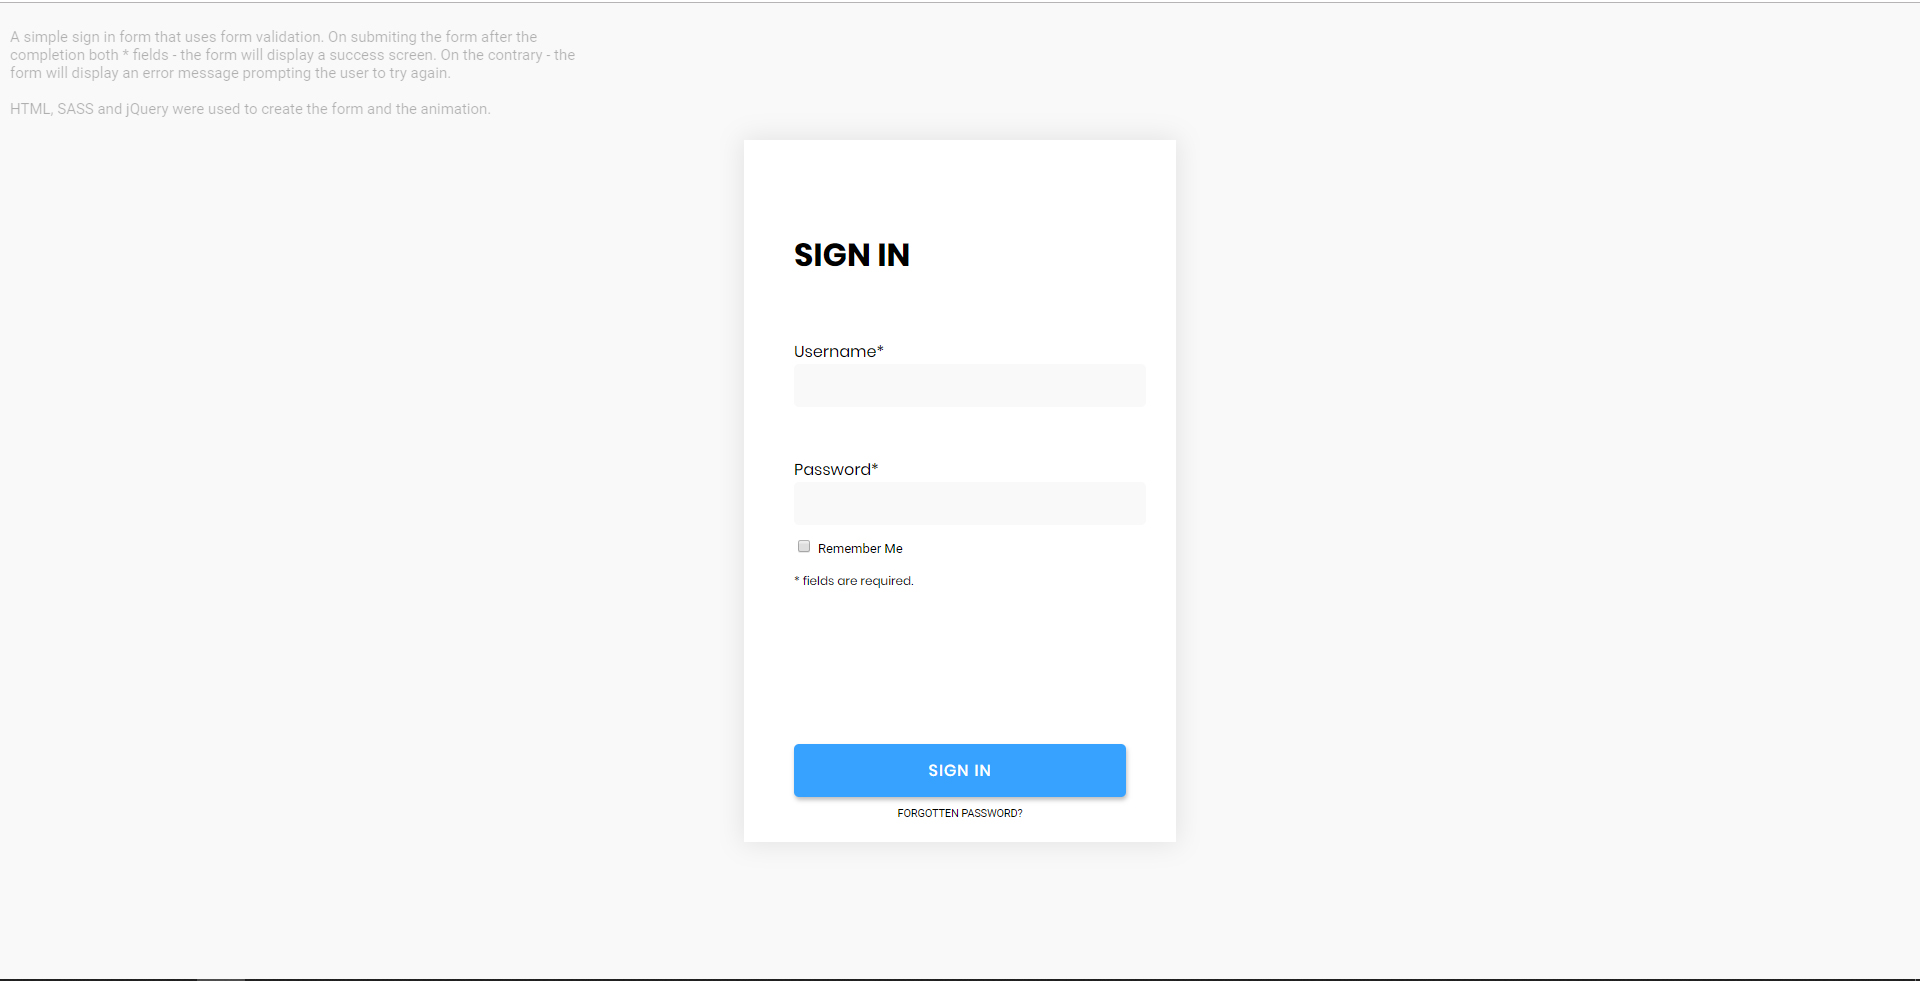 A simple sign in form that uses form validation. On submiting the form after the
completion both * fields - the form will display a success screen. On the contrary - the
form will display an error message prompting the user to try again.
HTML, SASS and jQuery were used to create the form and the animation.
SIGN IN
Username*
Password*
Remember Me
* fields are required.
SIGN IN
FORGOTTEN PASSWORD?